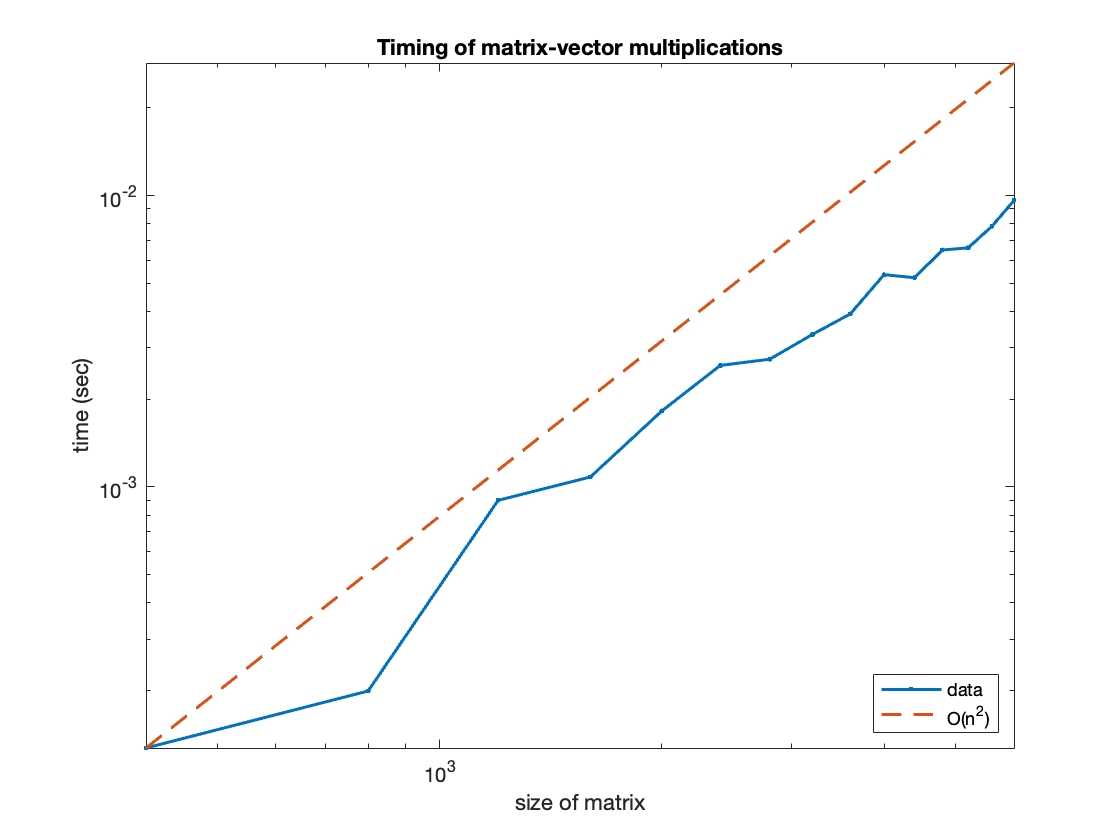 Timing of matrix-vector multiplications
10^-2
10^-3
time (sec)
10^3
size of matrix
data
O(n^2)